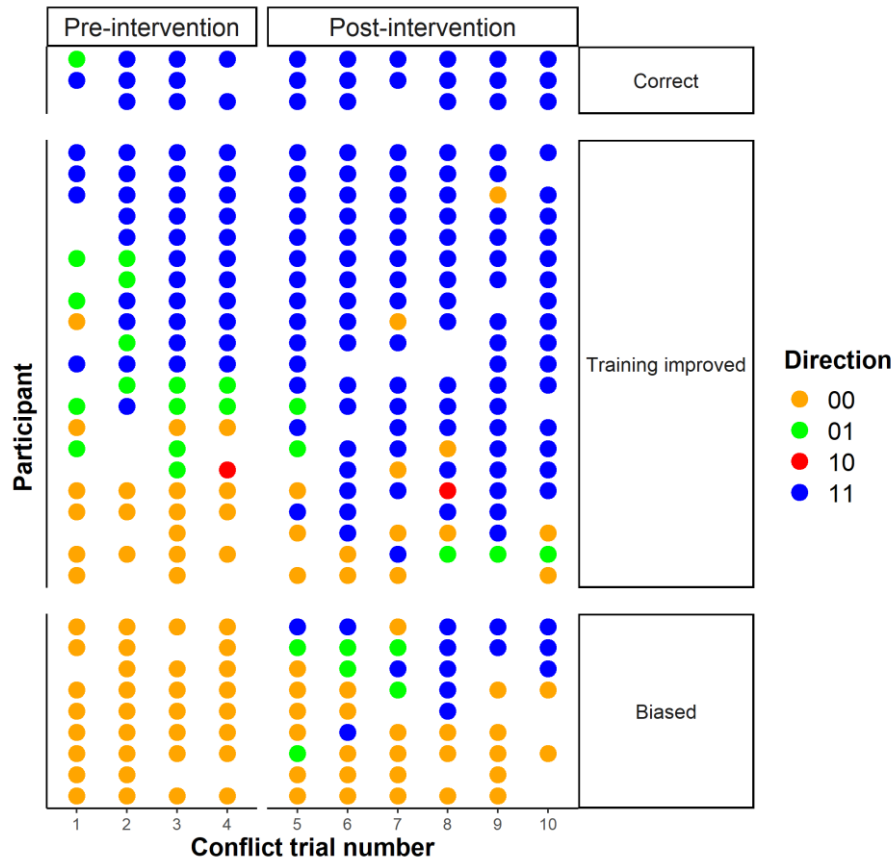 Pre-intervention
Post-intervention
Correct
Training improved
Biased
Participant
Direction
00
01
10
11
1 2 3 4 5 6 7 8 9 10
Conflict trial number